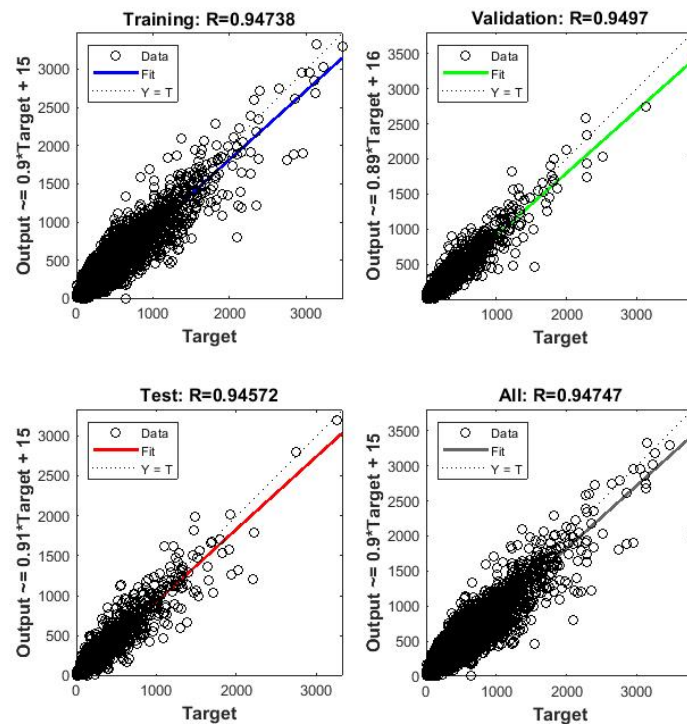 Training: R=0.94738
Output ~= 0.9*Target + 15
3000
2500
2000
1500
1000
500
0
Data
Fit
Y = T
0
1000
2000
3000
Target
Validation: R=0.9497
Output ~= 0.89*Target + 16
3500
3000
2500
2000
1500
1000
500
Data
Fit
Y = T
1000
2000
3000
Target
Test: R=0.94572
Output ~= 0.91*Target + 15
3000
2500
2000
1500
1000
500
0
Data
Fit
Y = T
0
1000
2000
3000
Target
All: R=0.94747
Output ~= 0.9*Target + 15
3500
3000
2500
2000
1500
1000
500
0
Data
Fit
Y = T
0
1000
2000
3000
Target